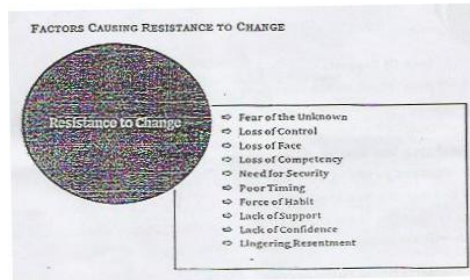 FACTORS CAUSING RESISTANCE TO CHANGE
Resistance to Change
⇨ Fear of the Unknown
⇨ Loss of Control
⇨ Loss of Face
⇨ Loss of Competency
⇨ Need for Security
⇨ Poor Timing
⇨ Force of Habit
⇨ Lack of Support
⇨ Lack of Confidence
⇨ Lingering Resentment